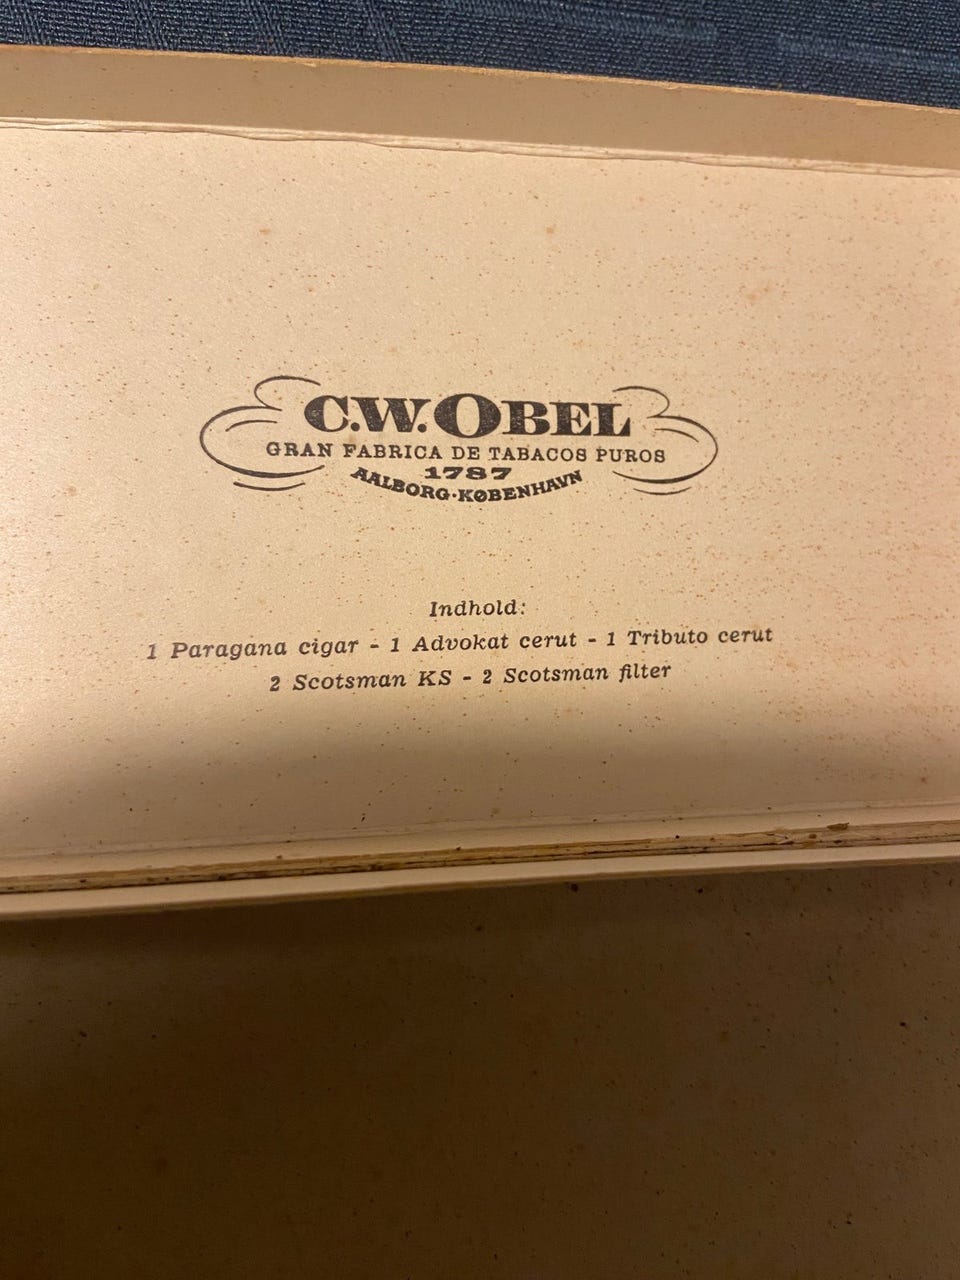 C.W. OBEL
GRAN FABRICA DE TABACOS PUROS
1787
AALBORG·KØBENHAVN
Indhold:
1 Paragana cigar - 1 Advokat cerut - 1 Tributo cerut
2 Scotsman KS - 2 Scotsman filter